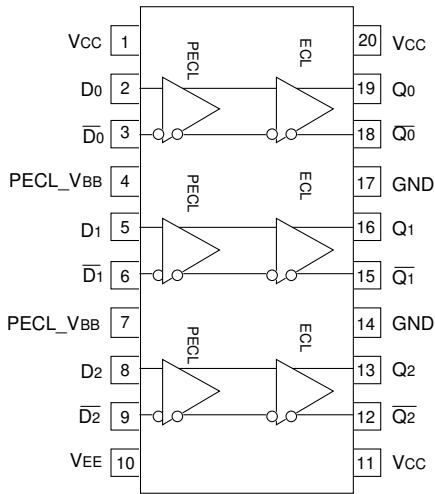 VCC 1 20 VCC
PECL ECL
D0 2 19 Q0
D0 3 18 Q0
PECL_VBB 4 17 GND
PECL ECL
D1 5 16 Q1
D1 6 15 Q1
PECL_VBB 7 14 GND
PECL ECL
D2 8 13 Q2
D2 9 12 Q2
VEE 10 11 VCC